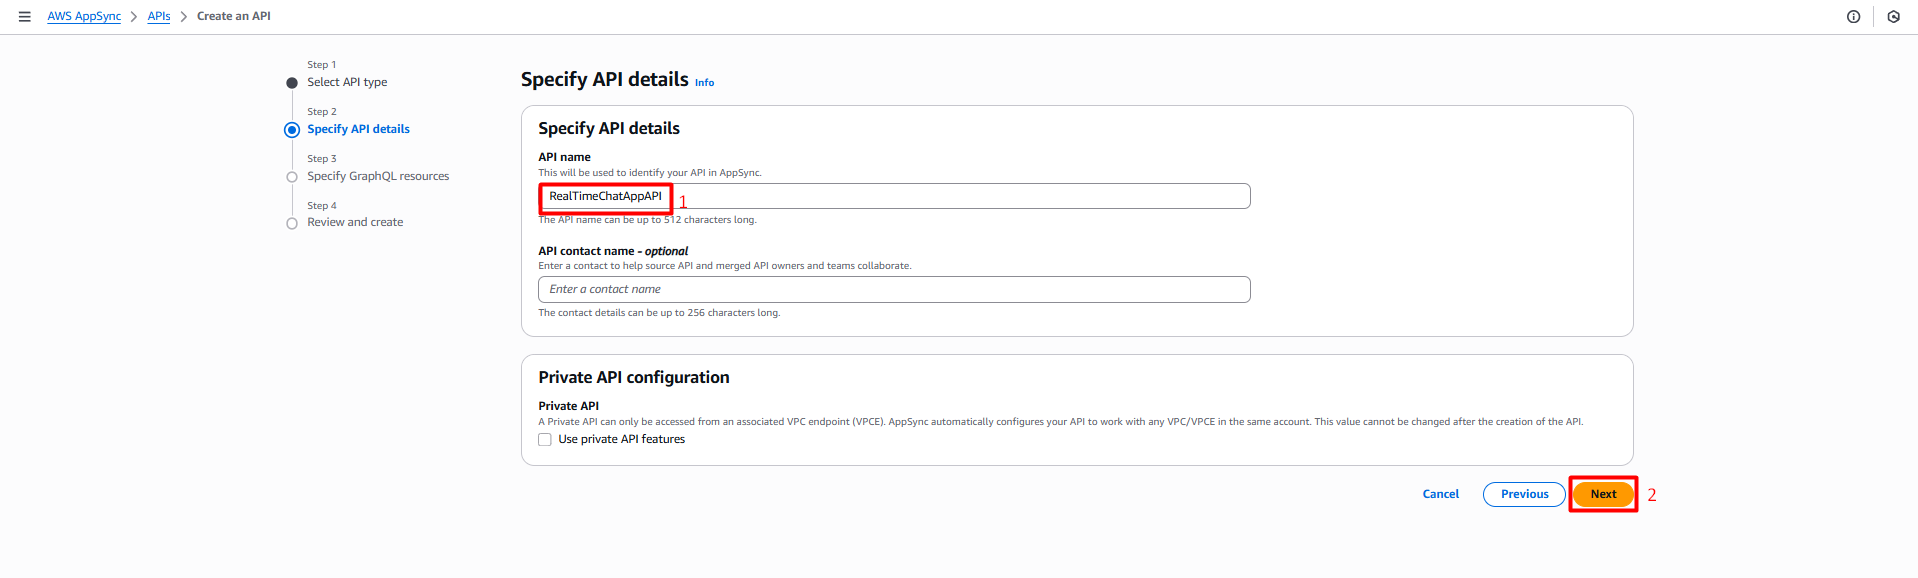 AWS AppSync > APIs > Create an API
Step 1
Select API type
Step 2
Specify API details
Step 3
Specify GraphQL resources
Step 4
Review and create
Specify API details Info
Specify API details
API name
This will be used to identify your API in AppSync.
RealTimeChatAppAPI 1
The API name can be up to 512 characters long.
API contact name - optional
Enter a contact to help source API and merged API owners and teams collaborate.
Enter a contact name
The contact details can be up to 256 characters long.
Private API configuration
Private API
A Private API can only be accessed from an associated VPC endpoint (VPCE). AppSync automatically configures your API to work with any VPC/VPCE in the same account. This value cannot be changed after the creation of the API.
Use private API features
Cancel Previous Next 2